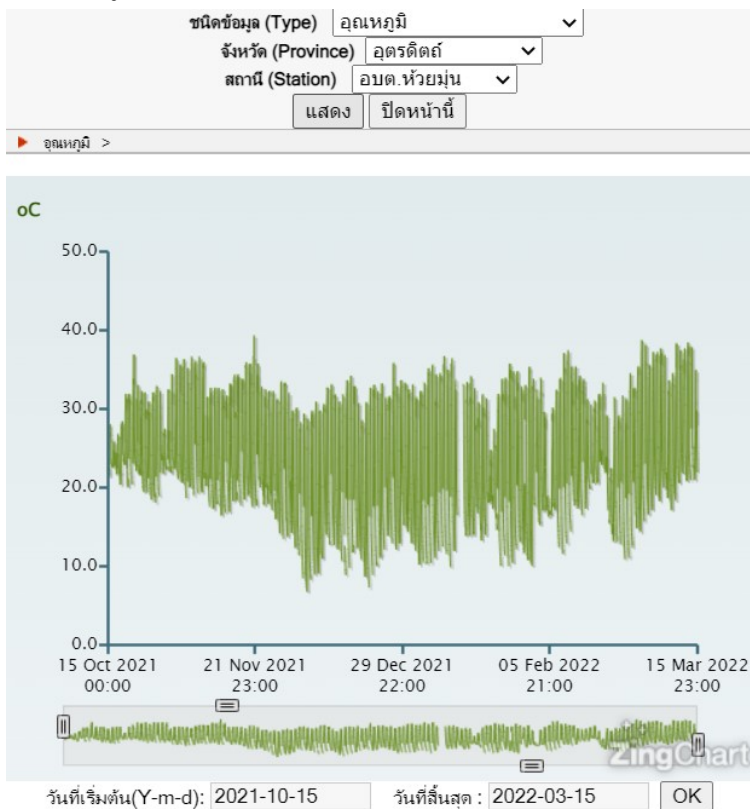 ชนิดข้อมูล (Type) อุณหภูมิ
จังหวัด (Province) อุตรดิตถ์
สถานี (Station) อบต.ห้วยมุ่น
แสดง ปิดหน้านี้
อุณหภูมิ >
oC
50.0
40.0
30.0
20.0
10.0
0.0
15 Oct 2021 21 Nov 2021 29 Dec 2021 05 Feb 2022 15 Mar 2022
00:00 23:00 22:00 21:00 23:00
ZingChart
วันที่เริ่มต้น(Y-m-d): 2021-10-15 วันที่สิ้นสุด : 2022-03-15 OK